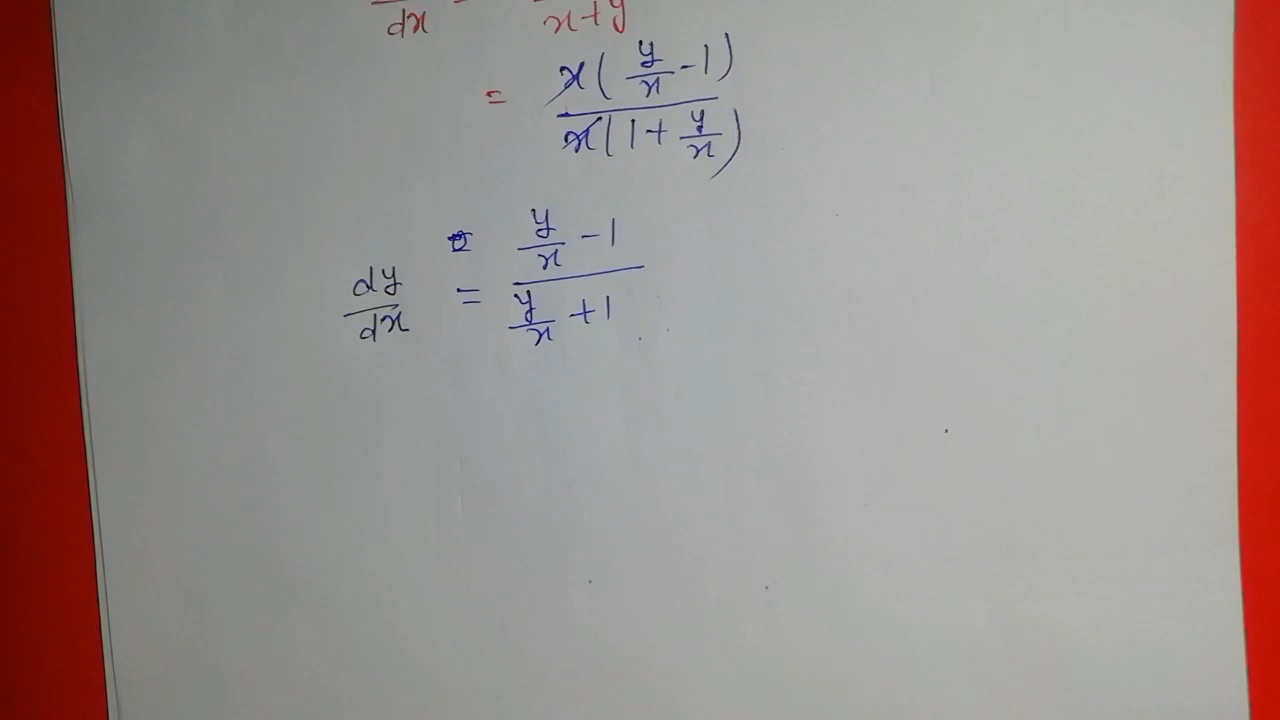 dx = x+y
= x( y/x - 1) / x( 1 + y/x )
dy/dx = (y/x - 1) / (y/x + 1)